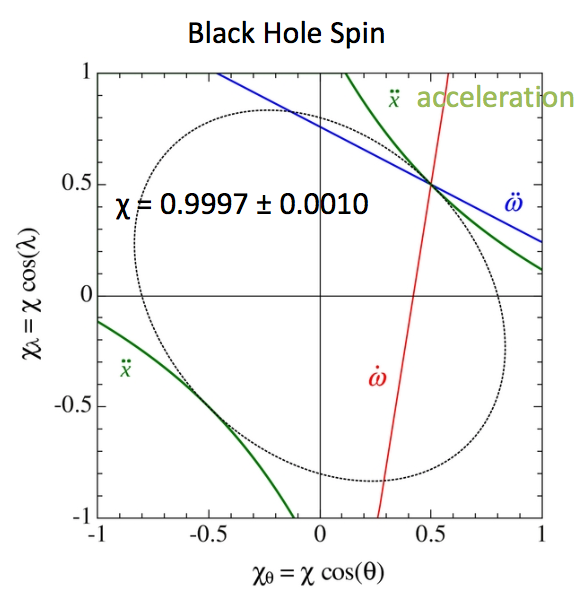 Black Hole Spin
1
ẍ acceleration
0.5
χ = 0.9997 ± 0.0010
ω̈
χλ = χ cos(λ)
0
ẍ
ω̇
-0.5
-1
-1 -0.5 0 0.5 1
χθ = χ cos(θ)